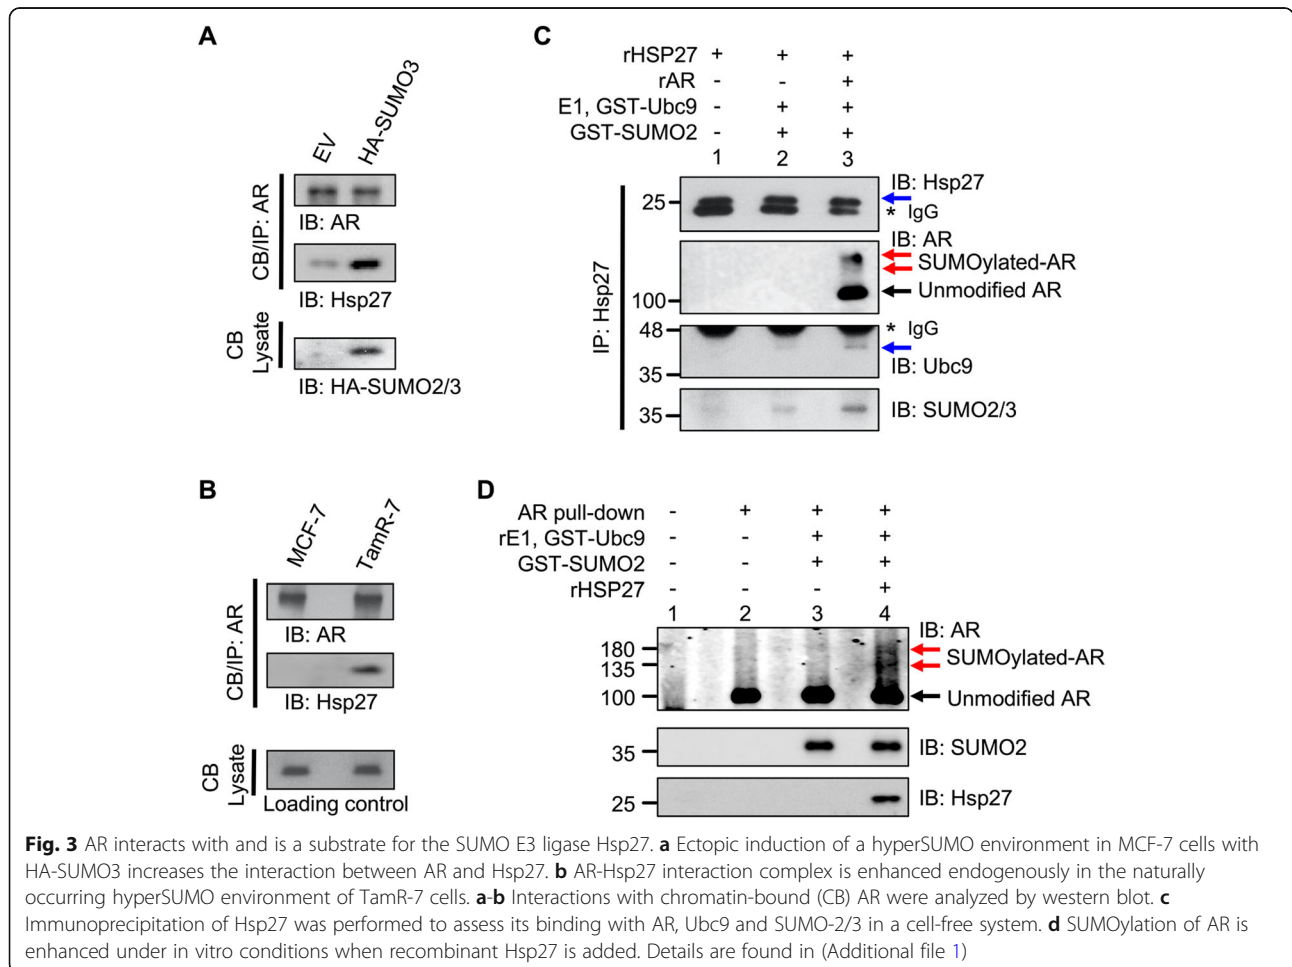 A
EV
HA-SUMO3
CB/IP: AR
IB: AR
IB: Hsp27
CB
Lysate
IB: HA-SUMO2/3
B
MCF-7
TamR-7
CB/IP: AR
IB: AR
IB: Hsp27
CB
Lysate
Loading control
C
rHSP27 + + +
rAR - - +
E1, GST-Ubc9 - + +
GST-SUMO2 - + +
1 2 3
IP: Hsp27
IB: Hsp27
25
* IgG
IB: AR
SUMOylated-AR
Unmodified AR
100
48
* IgG
35
IB: Ubc9
35
IB: SUMO2/3
D
AR pull-down - + + +
rE1, GST-Ubc9 - - + +
GST-SUMO2 - - + +
rHSP27 - - - +
1 2 3 4
IB: AR
180
135
SUMOylated-AR
100
Unmodified AR
35
IB: SUMO2
25
IB: Hsp27
Fig. 3 AR interacts with and is a substrate for the SUMO E3 ligase Hsp27. a Ectopic induction of a hyperSUMO environment in MCF-7 cells with
HA-SUMO3 increases the interaction between AR and Hsp27. b AR-Hsp27 interaction complex is enhanced endogenously in the naturally
occurring hyperSUMO environment of TamR-7 cells. a-b Interactions with chromatin-bound (CB) AR were analyzed by western blot. c
Immunoprecipitation of Hsp27 was performed to assess its binding with AR, Ubc9 and SUMO-2/3 in a cell-free system. d SUMOylation of AR is
enhanced under in vitro conditions when recombinant Hsp27 is added. Details are found in (Additional file 1)